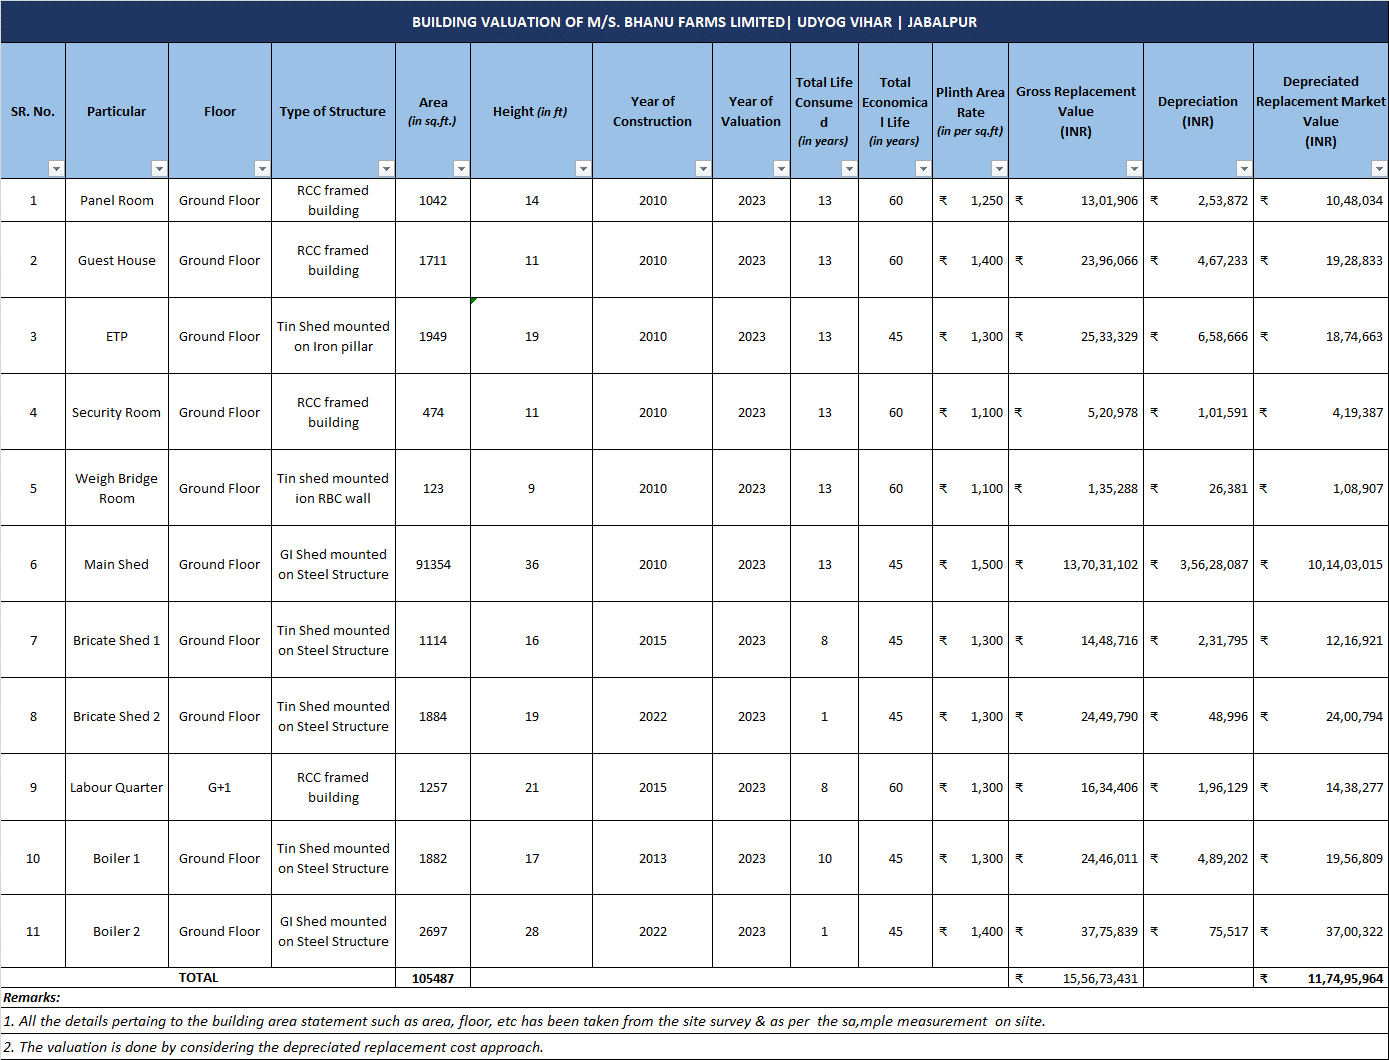 BUILDING VALUATION OF M/S. BHANU FARMS LIMITED| UDYOG VIHAR | JABALPUR
SR. No. Particular Floor Type of Structure Area (in sq.ft.) Height (in ft) Year of Construction Year of Valuation Total Life Consumed (in years) Total Economical Life (in years) Plinth Area Rate (in per sq.ft) Gross Replacement Value (INR) Depreciation (INR) Depreciated Replacement Market Value (INR)
1 Panel Room Ground Floor RCC framed building 1042 14 2010 2023 13 60 ₹ 1,250 ₹ 13,01,906 ₹ 2,53,872 ₹ 10,48,034
2 Guest House Ground Floor RCC framed building 1711 11 2010 2023 13 60 ₹ 1,400 ₹ 23,96,066 ₹ 4,67,233 ₹ 19,28,833
3 ETP Ground Floor Tin Shed mounted on Iron pillar 1949 19 2010 2023 13 45 ₹ 1,300 ₹ 25,33,329 ₹ 6,58,666 ₹ 18,74,663
4 Security Room Ground Floor RCC framed building 474 11 2010 2023 13 60 ₹ 1,100 ₹ 5,20,978 ₹ 1,01,591 ₹ 4,19,387
5 Weigh Bridge Room Ground Floor Tin shed mounted ion RBC wall 123 9 2010 2023 13 60 ₹ 1,100 ₹ 1,35,288 ₹ 26,381 ₹ 1,08,907
6 Main Shed Ground Floor GI Shed mounted on Steel Structure 91354 36 2010 2023 13 45 ₹ 1,500 ₹ 13,70,31,102 ₹ 3,56,28,087 ₹ 10,14,03,015
7 Bricate Shed 1 Ground Floor Tin Shed mounted on Steel Structure 1114 16 2015 2023 8 45 ₹ 1,300 ₹ 14,48,716 ₹ 2,31,795 ₹ 12,16,921
8 Bricate Shed 2 Ground Floor Tin Shed mounted on Steel Structure 1884 19 2022 2023 1 45 ₹ 1,300 ₹ 24,49,790 ₹ 48,996 ₹ 24,00,794
9 Labour Quarter G+1 RCC framed building 1257 21 2015 2023 8 60 ₹ 1,300 ₹ 16,34,406 ₹ 1,96,129 ₹ 14,38,277
10 Boiler 1 Ground Floor Tin Shed mounted on Steel Structure 1882 17 2013 2023 10 45 ₹ 1,300 ₹ 24,46,011 ₹ 4,89,202 ₹ 19,56,809
11 Boiler 2 Ground Floor GI Shed mounted on Steel Structure 2697 28 2022 2023 1 45 ₹ 1,400 ₹ 37,75,839 ₹ 75,517 ₹ 37,00,322
TOTAL 105487 ₹ 15,56,73,431 ₹ 11,74,95,964
Remarks:
1. All the details pertaing to the building area statement such as area, floor, etc has been taken from the site survey & as per the sa,mple measurement on siite.
2. The valuation is done by considering the depreciated replacement cost approach.